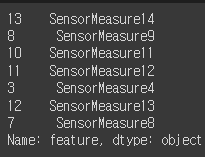 13    SensorMeasure14
8      SensorMeasure9
10    SensorMeasure11
11    SensorMeasure12
3      SensorMeasure4
12    SensorMeasure13
7      SensorMeasure8
Name: feature, dtype: object